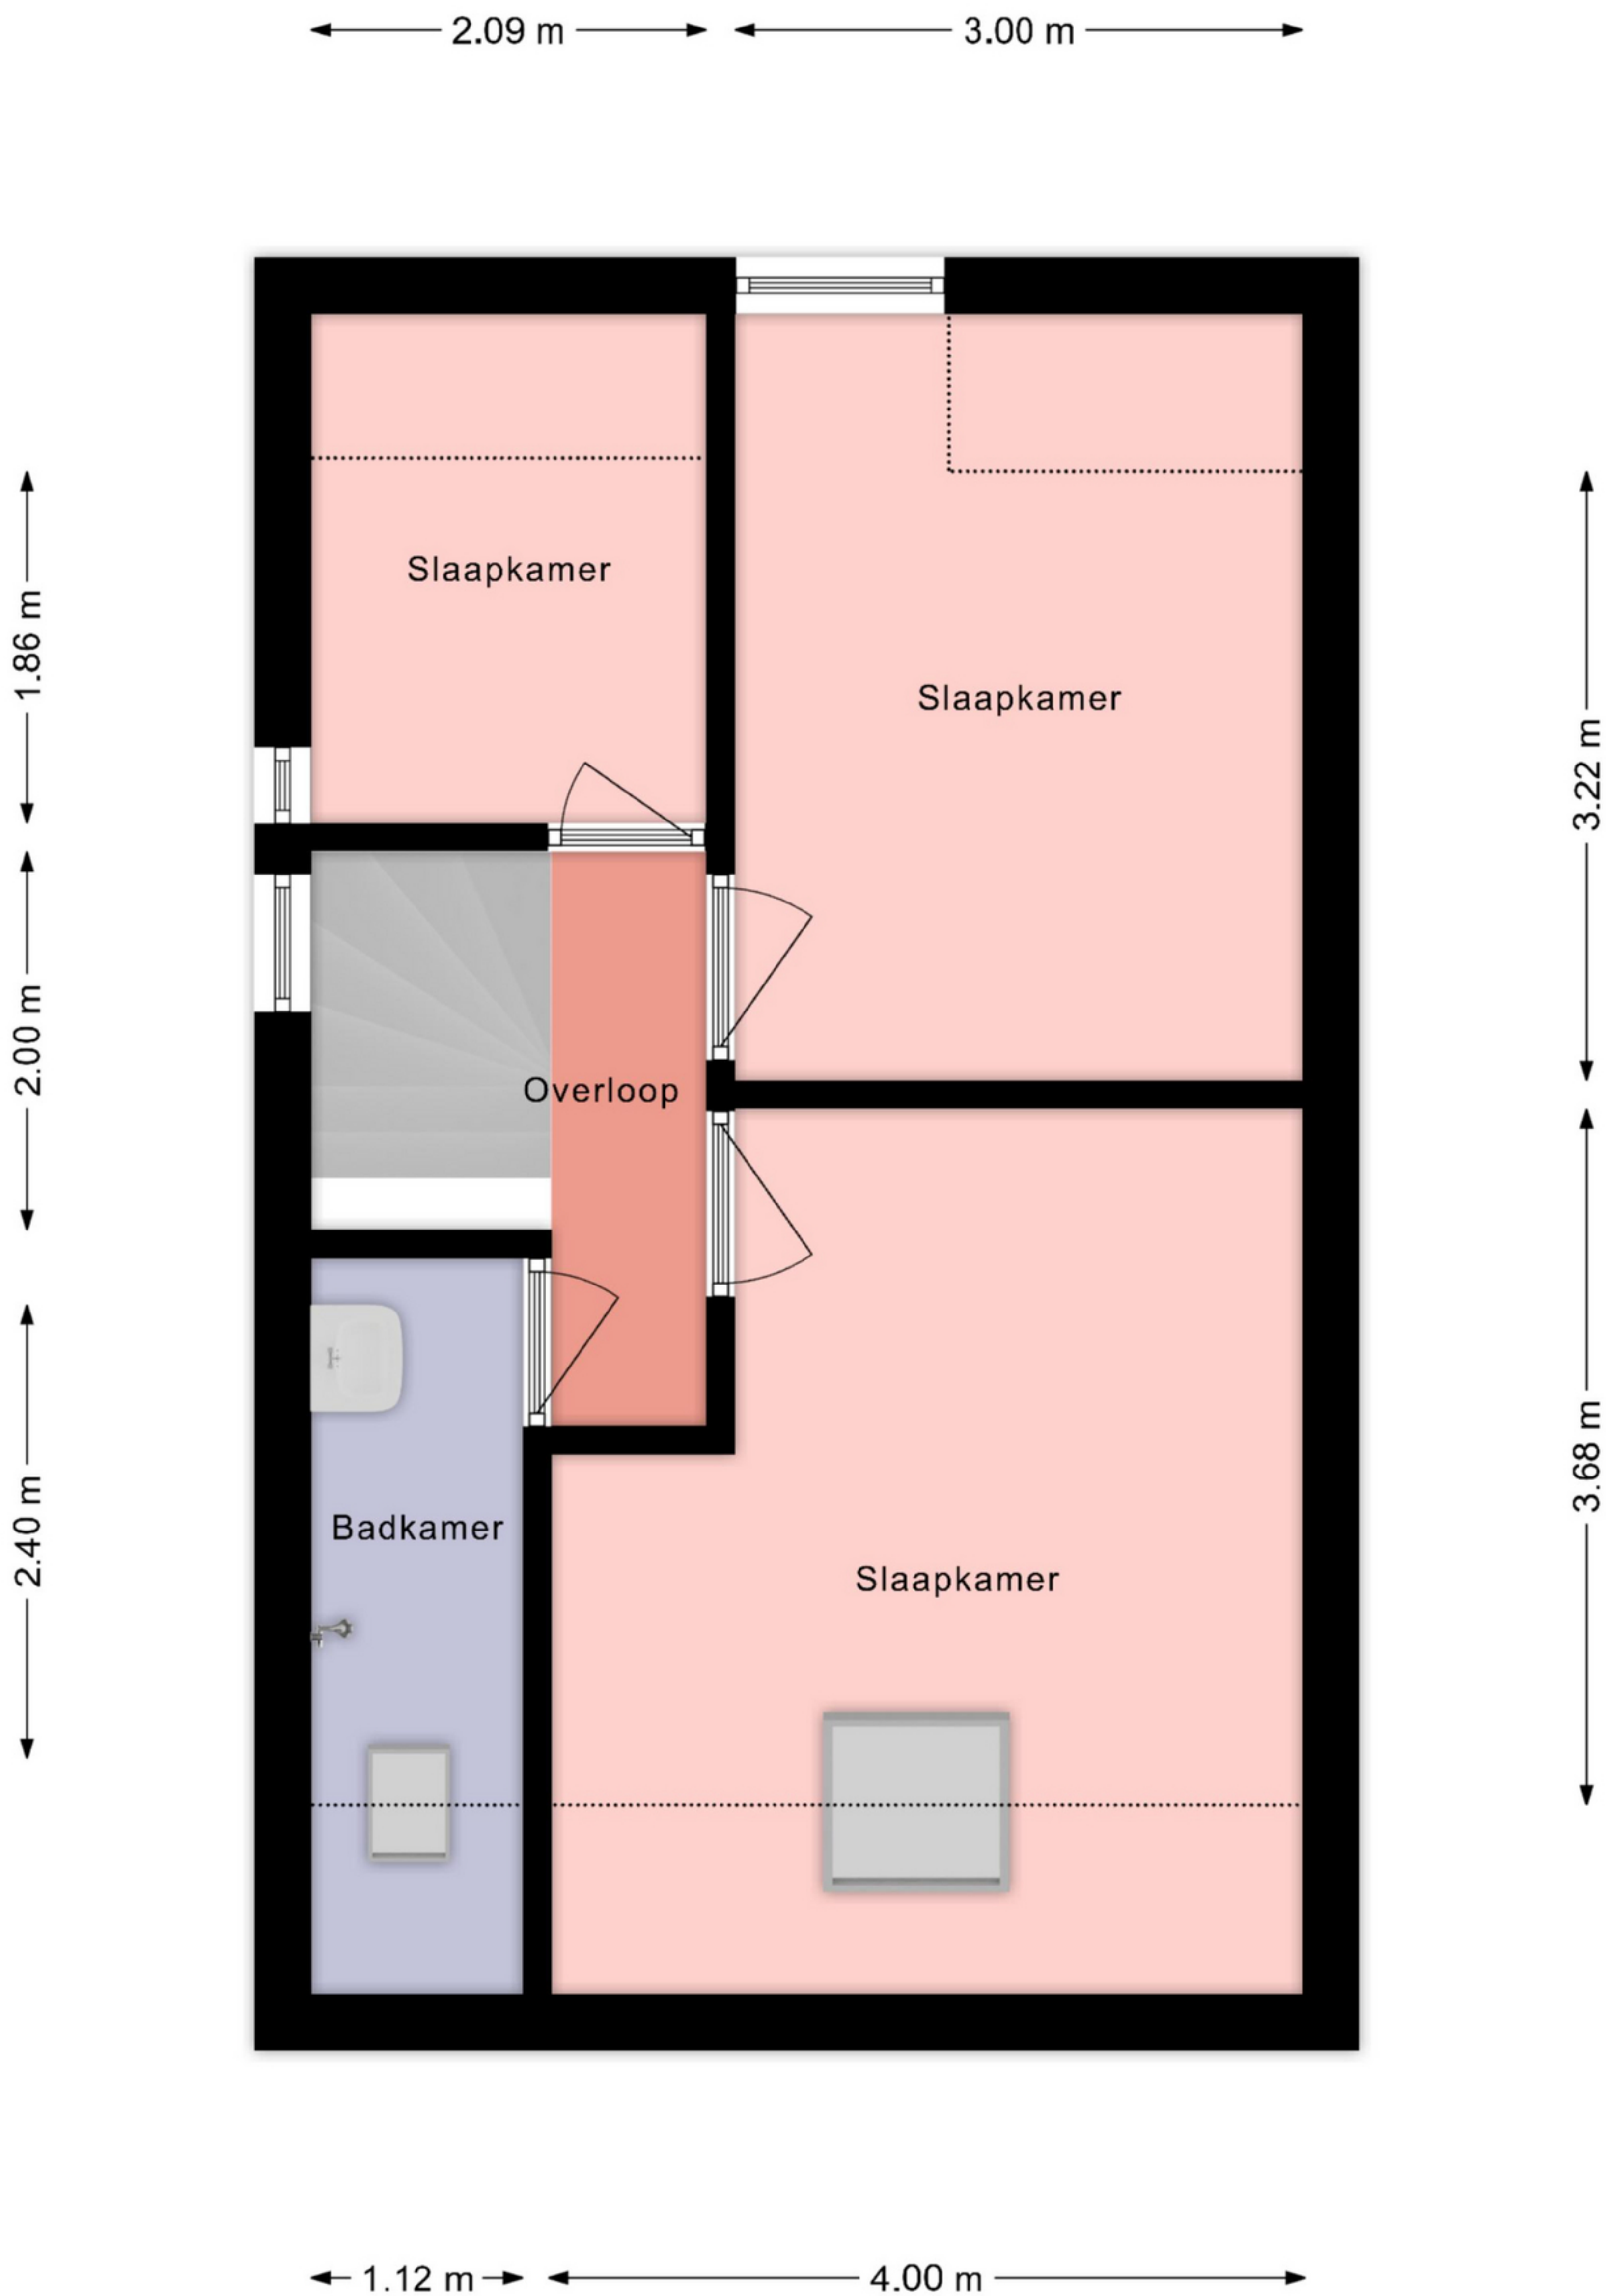 2.09 m
3.00 m
Slaapkamer
1.86 m
Slaapkamer
3.22 m
2.00 m
Overloop
3.68 m
2.40 m
Badkamer
Slaapkamer
1.12 m
4.00 m